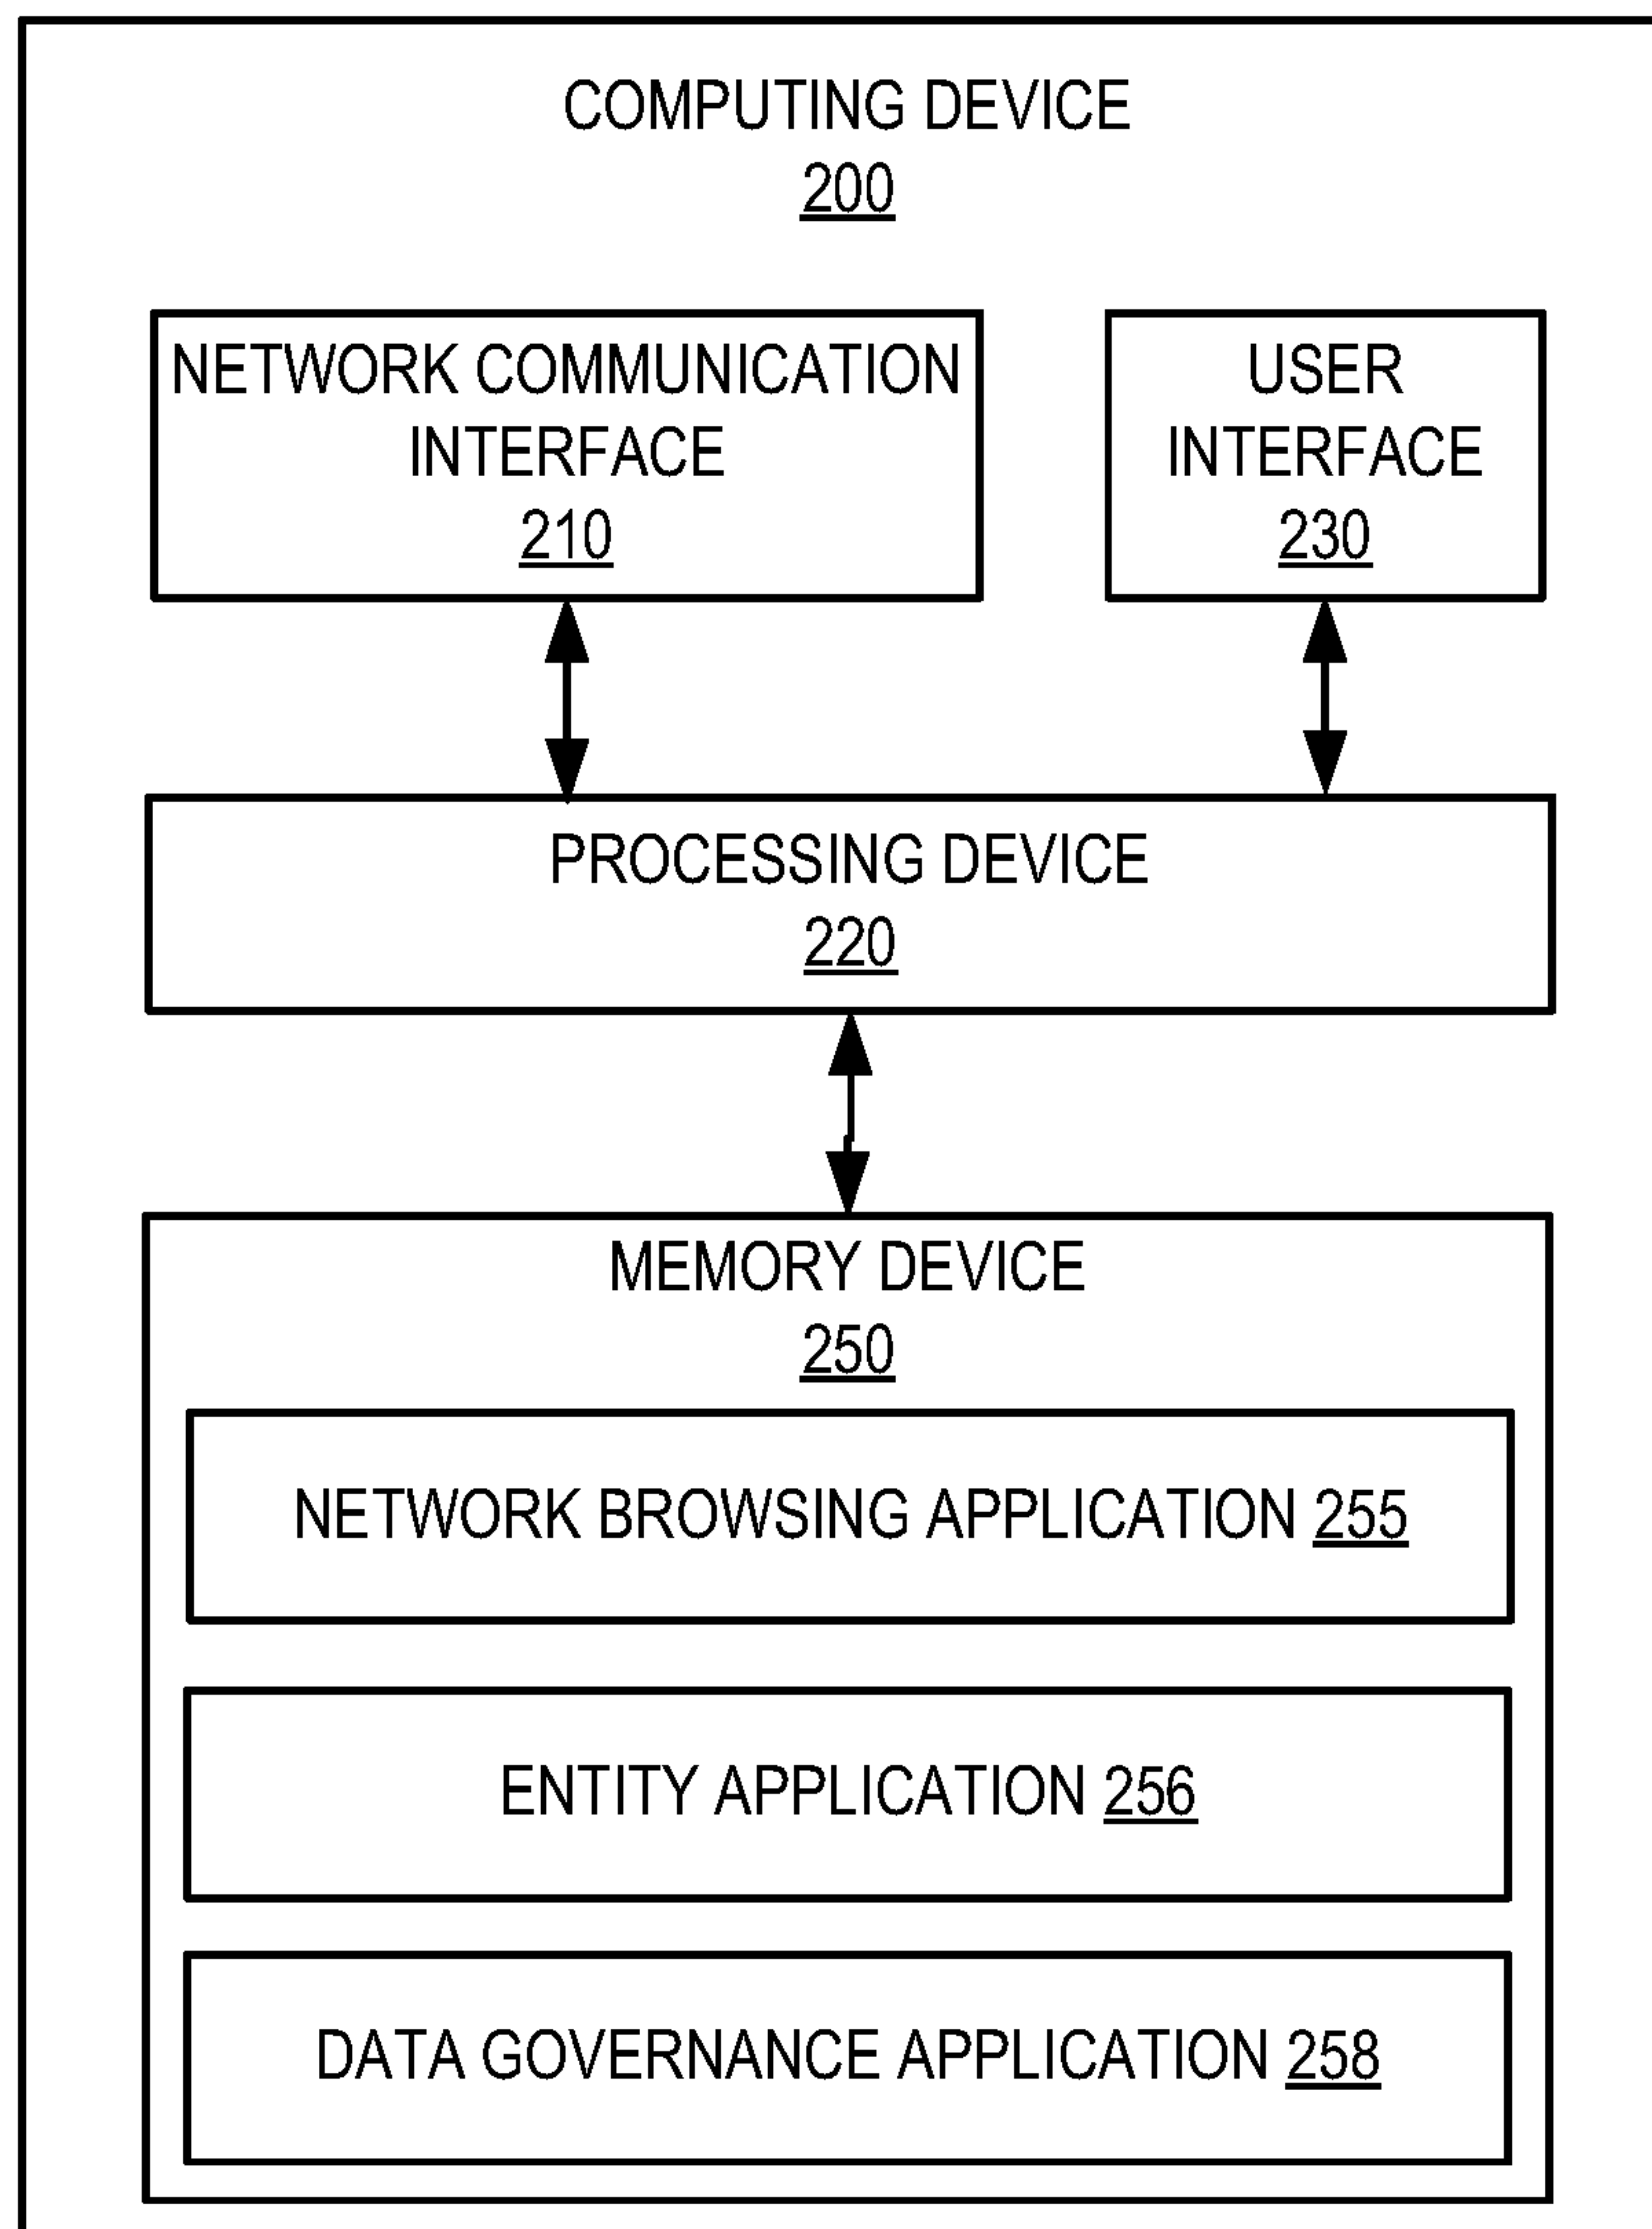 COMPUTING DEVICE
200
NETWORK COMMUNICATION
INTERFACE
210
USER
INTERFACE
230
PROCESSING DEVICE
220
MEMORY DEVICE
250
NETWORK BROWSING APPLICATION 255
ENTITY APPLICATION 256
DATA GOVERNANCE APPLICATION 258